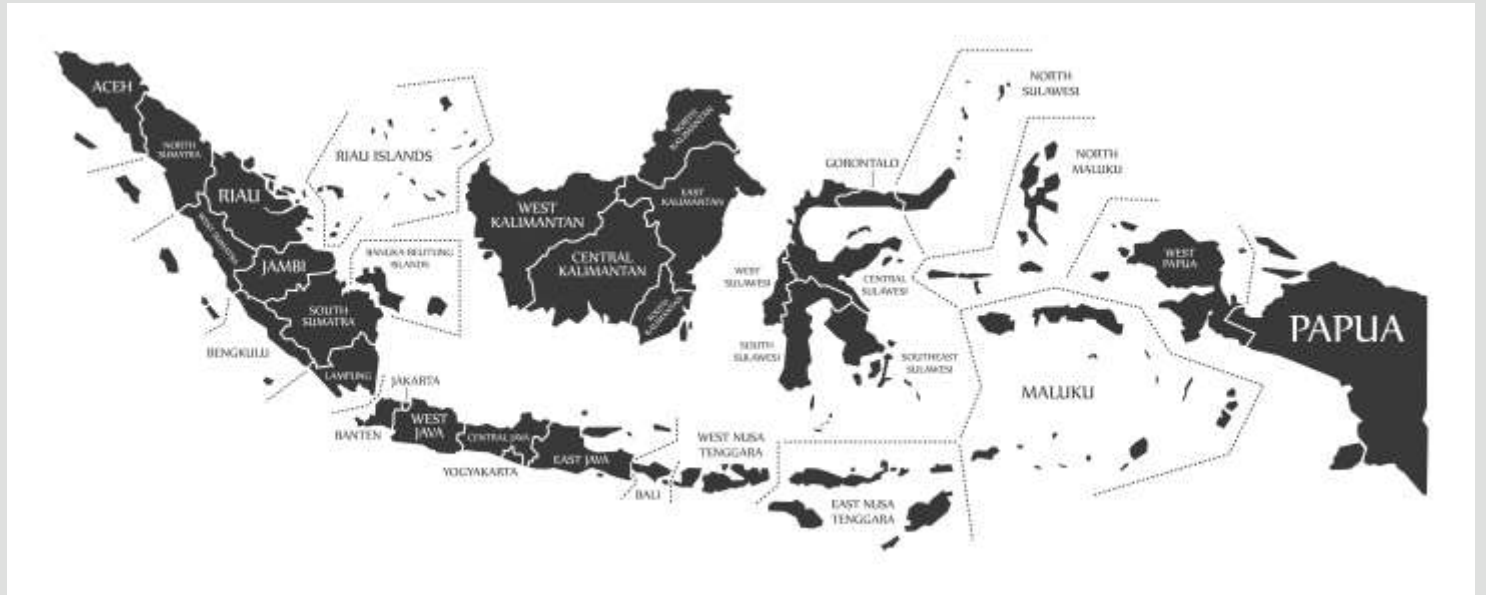 ACEH
NORTH
SUMATRA
RIAU
RIAU ISLANDS
WEST SUMATRA
JAMBI
BANGKA BELITUNG
ISLANDS
SOUTH
SUMATRA
BENGKULU
LAMPUNG
JAKARTA
BANTEN
WEST
JAVA
CENTRAL JAVA
YOGYAKARTA
EAST JAVA
BALI
WEST NUSA
TENGGARA
EAST NUSA
TENGGARA
WEST
KALIMANTAN
CENTRAL
KALIMANTAN
NORTH
KALIMANTAN
EAST
KALIMANTAN
SOUTH
KALIMANTAN
GORONTALO
NORTH
SULAWESI
WEST
SULAWESI
CENTRAL
SULAWESI
SOUTH
SULAWESI
SOUTHEAST
SULAWESI
NORTH
MALUKU
MALUKU
WEST
PAPUA
PAPUA